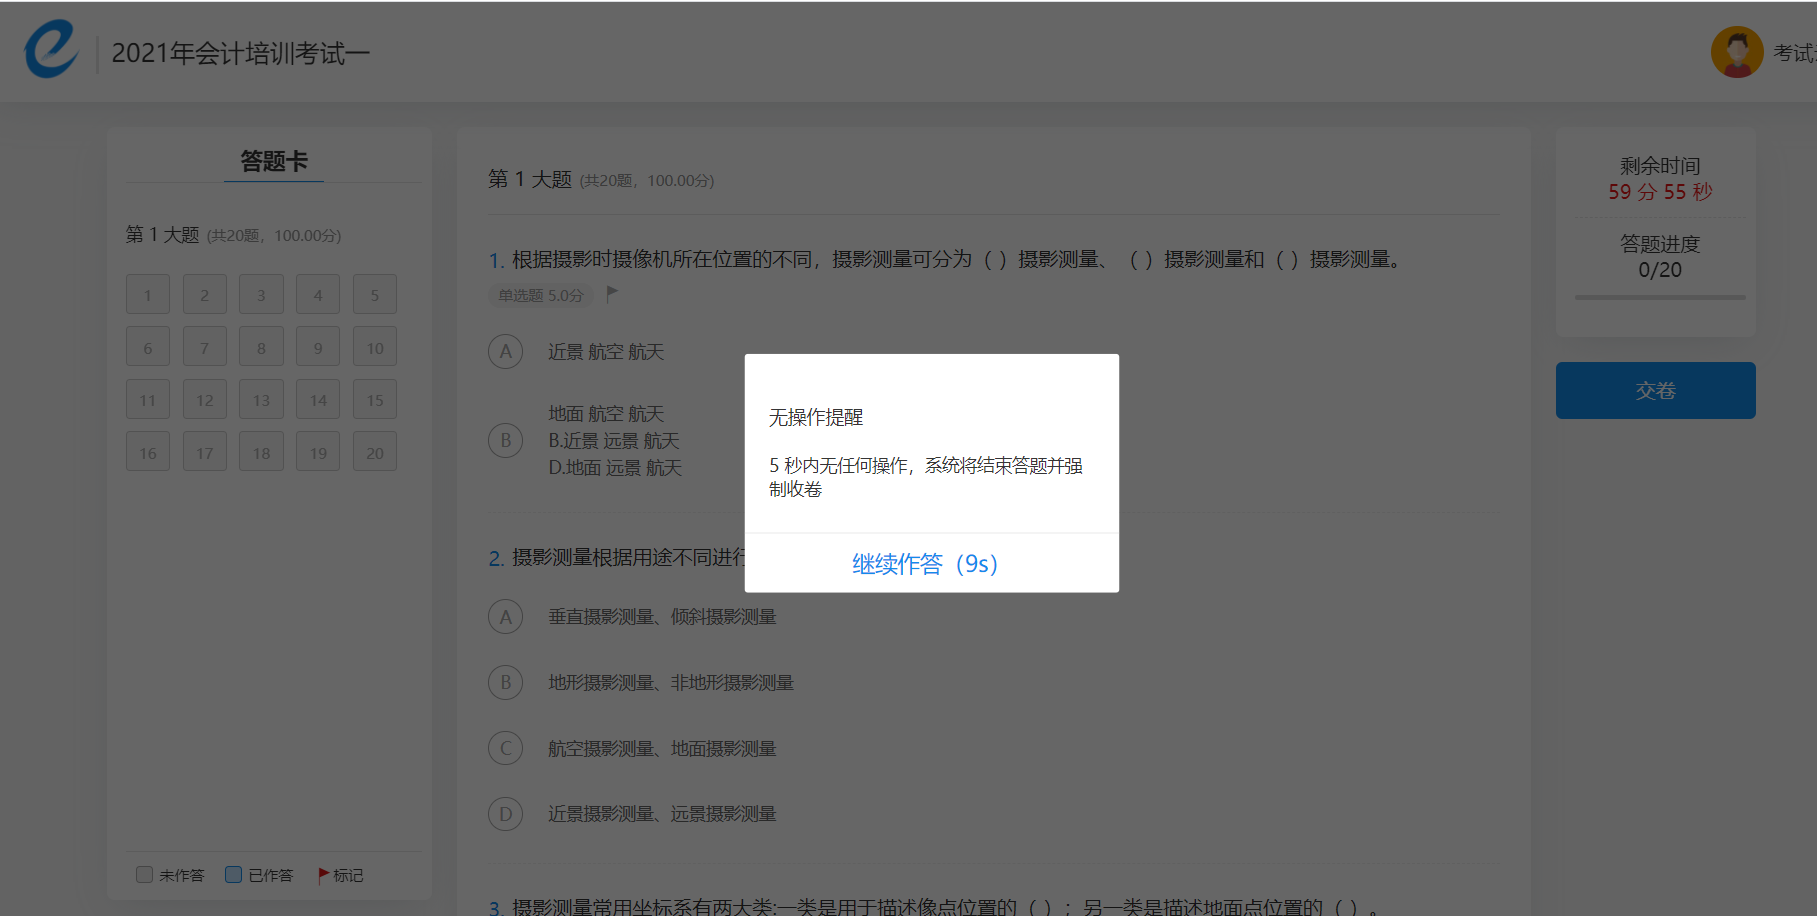 2021年会计培训考试一
考试
答题卡
第 1 大题 (共20题，100.00分)
1 2 3 4 5
6 7 8 9 10
11 12 13 14 15
16 17 18 19 20
未作答 已作答 标记
第 1 大题 (共20题，100.00分)
1. 根据摄影时摄像机所在位置的不同，摄影测量可分为（ ）摄影测量、（ ）摄影测量和（ ）摄影测量。
单选题 5.0分
A 近景 航空 航天
地面 航空 航天
B B.近景 远景 航天
D.地面 远景 航天
2. 摄影测量根据用途不同进行
A 垂直摄影测量、倾斜摄影测量
B 地形摄影测量、非地形摄影测量
C 航空摄影测量、地面摄影测量
D 近景摄影测量、远景摄影测量
3. 摄影测量常用坐标系有两大类:一类是用于描述像点位置的（ ）；另一类是描述地面点位置的（ ）。
无操作提醒
5 秒内无任何操作，系统将结束答题并强
制收卷
继续作答（9s）
剩余时间
59 分 55 秒
答题进度
0/20
交卷